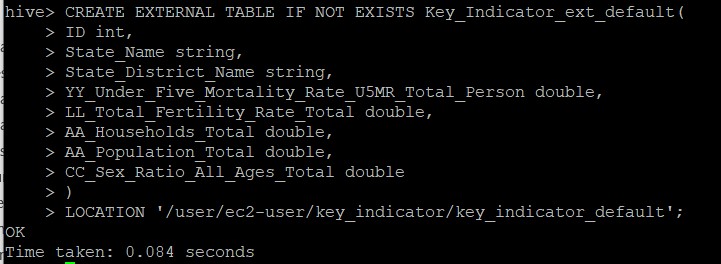 hive> CREATE EXTERNAL TABLE IF NOT EXISTS Key_Indicator_ext_default(
    > ID int,
    > State_Name string,
    > State_District_Name string,
    > YY_Under_Five_Mortality_Rate_U5MR_Total_Person double,
    > LL_Total_Fertility_Rate_Total double,
    > AA_Households_Total double,
    > AA_Population_Total double,
    > CC_Sex_Ratio_All_Ages_Total double
    > )
    > LOCATION '/user/ec2-user/key_indicator/key_indicator_default';
OK
Time taken: 0.084 seconds